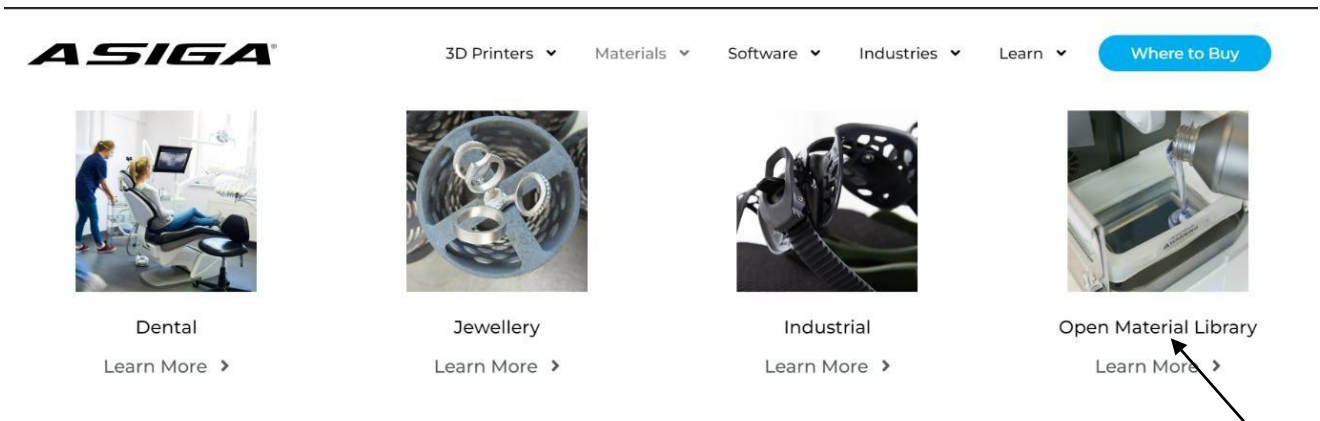 ASIGA®
3D Printers Materials Software Industries Learn Where to Buy
Dental Jewellery Industrial Open Material Library
Learn More > Learn More > Learn More > Learn More >